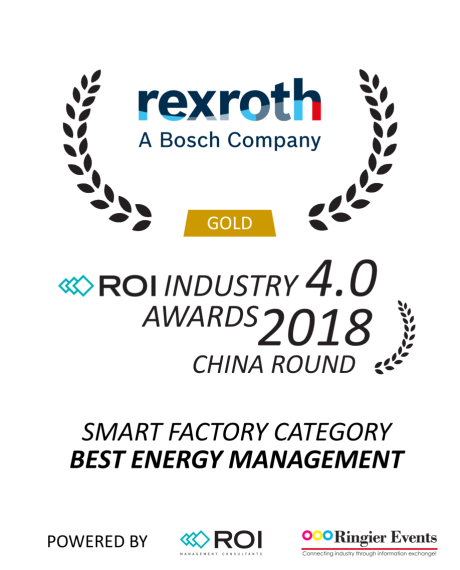 rexroth
A Bosch Company
GOLD
ROI INDUSTRY 4.0
AWARDS 2018
CHINA ROUND
SMART FACTORY CATEGORY
BEST ENERGY MANAGEMENT
POWERED BY
ROI
MANAGEMENT CONSULTANTS
Ringier Events
Connecting industry through information exchange!